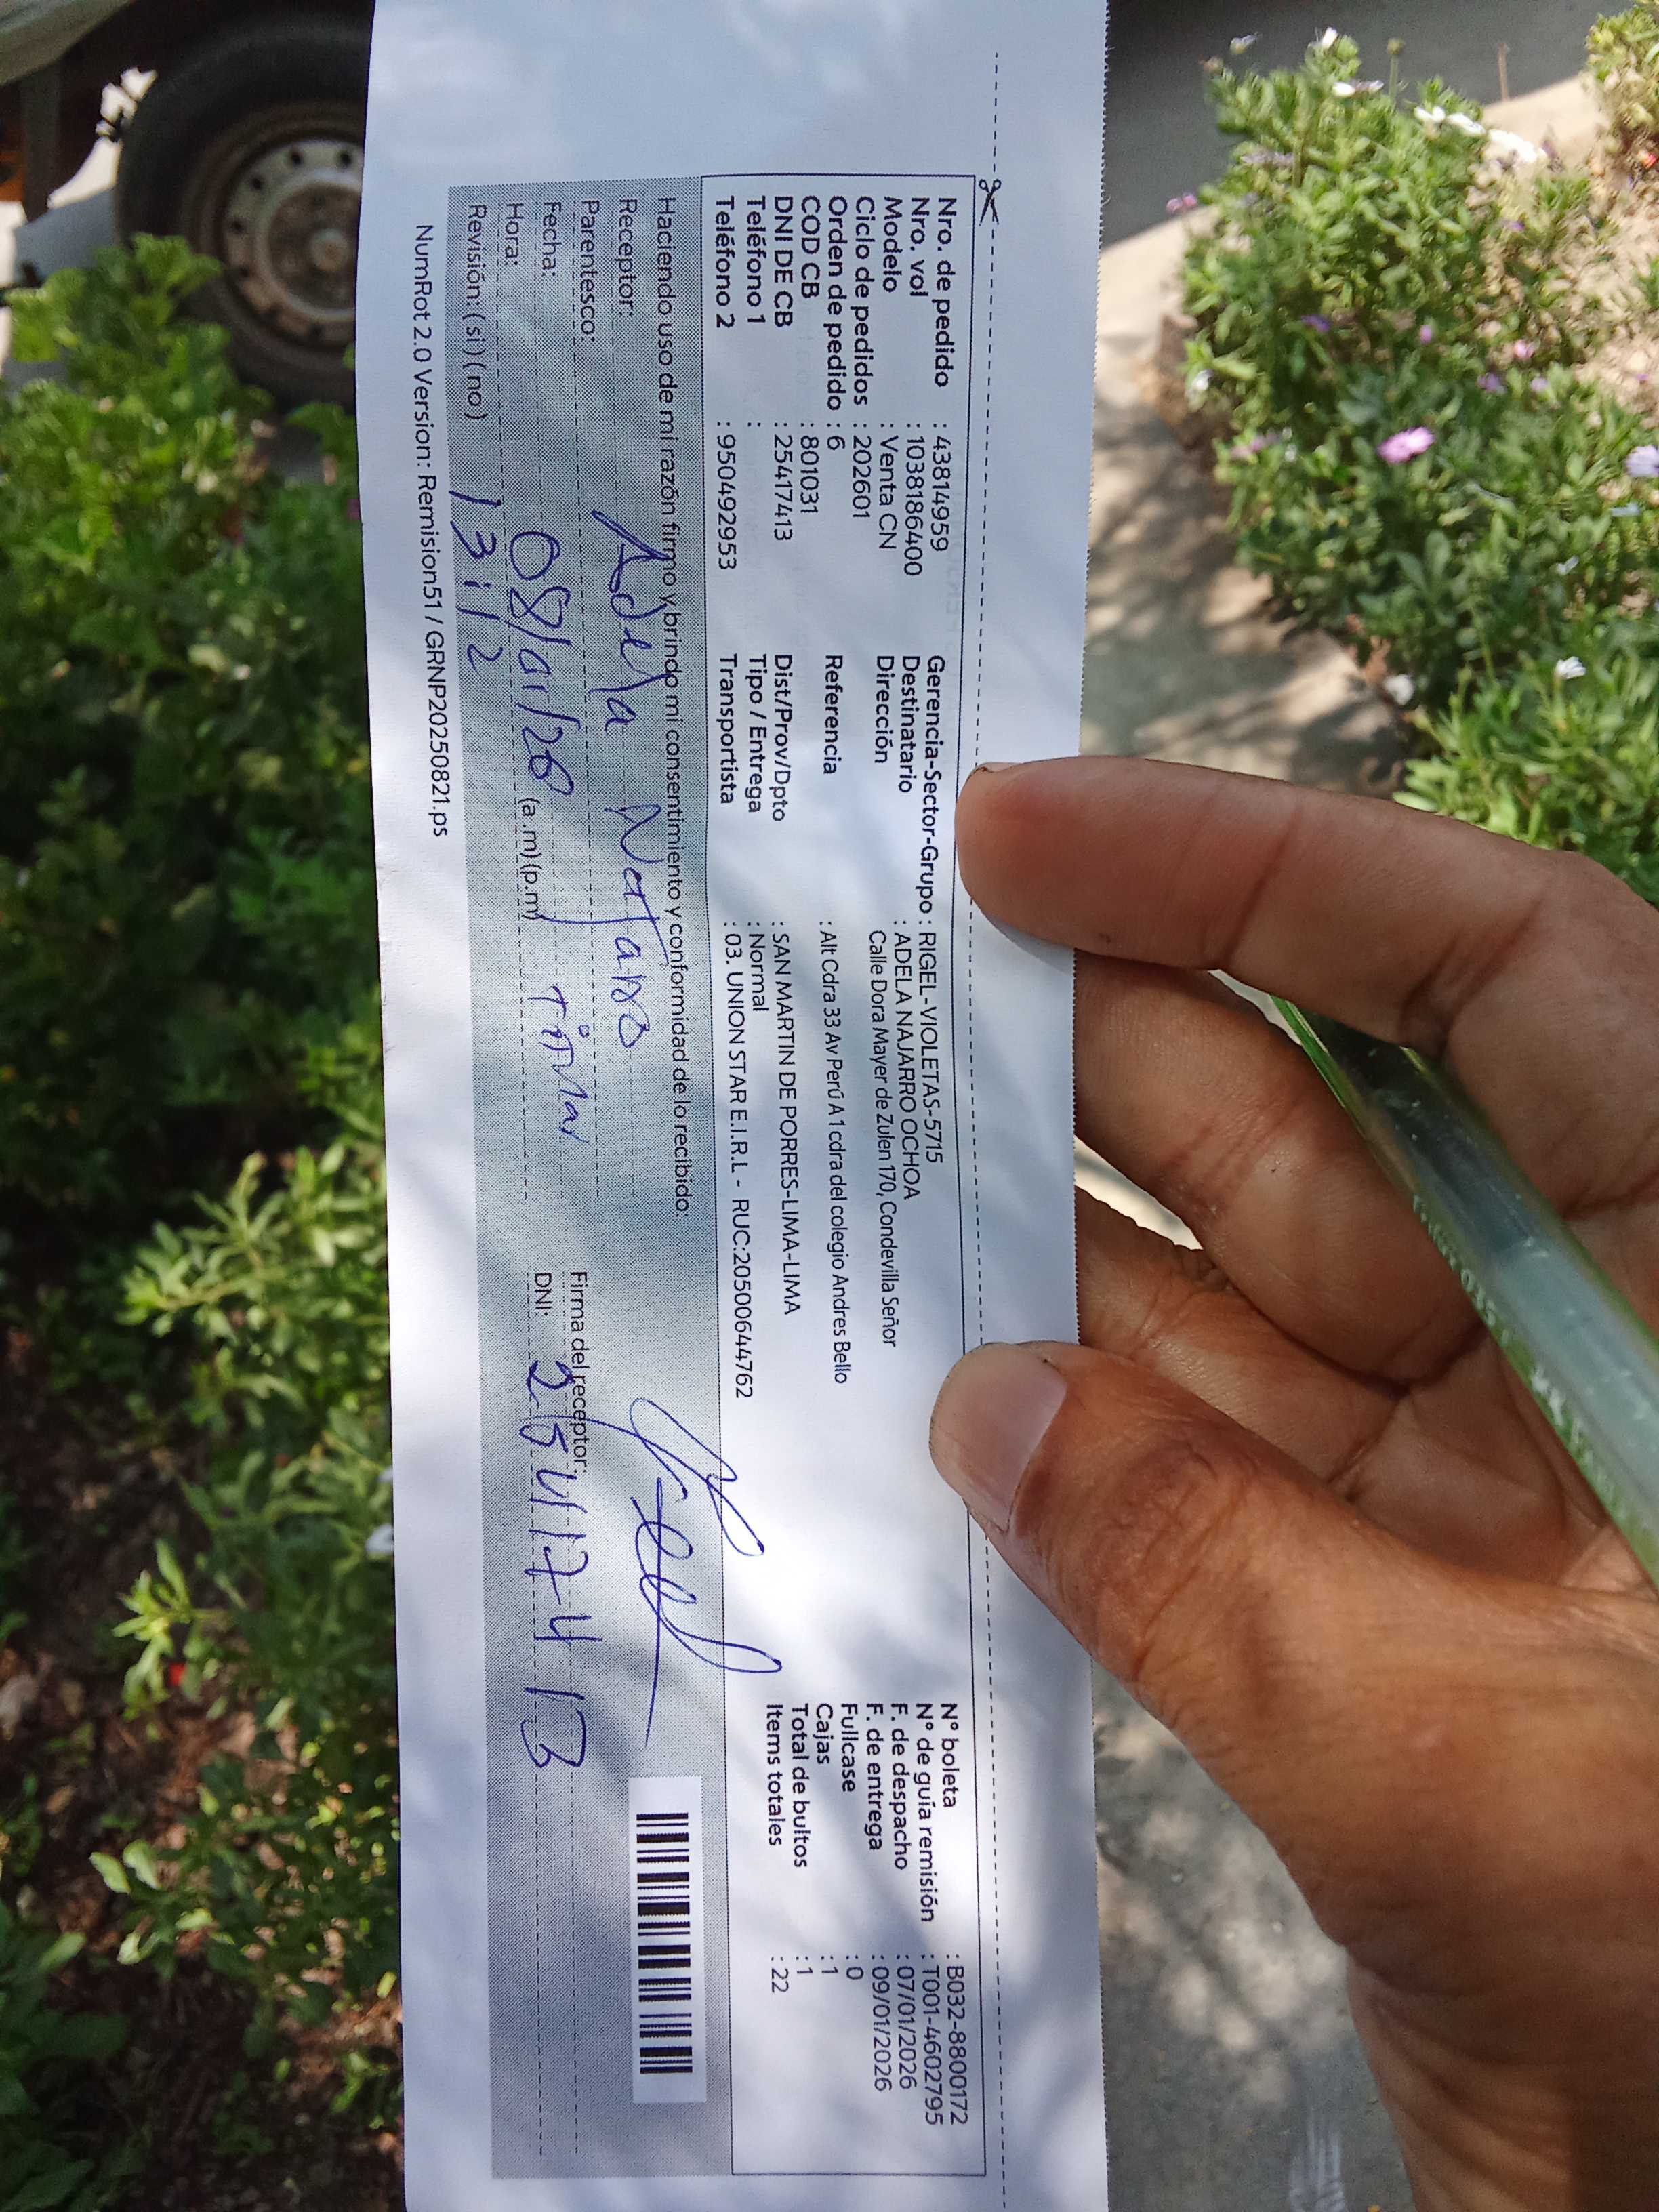 Nro. de pedido : 43814959
Nro. vol : 1038186400
Modelo : Venta CN
Ciclo de pedidos : 202601
Orden de pedido : 6
COD CB : 801031
DNI DE CB : 25417413
Teléfono 1 :
Teléfono 2 : 950492953
Gerencia-Sector-Grupo : RIGEL-VIOLETAS-5715
Destinatario : ADELA NAJARRO OCHOA
Dirección Calle Dora Mayer de Zulen 170, Condevilla Señor
Referencia : Alt Cdra 33 Av Perú A 1 cdra del colegio Andres Bello
Dist/Prov/Dpto : SAN MARTIN DE PORRES-LIMA-LIMA
Tipo / Entrega : Normal
Transportista : 03. UNION STAR E.I.R.L - RUC:20500644762
N° boleta : B032-8800172
N° de guía remisión : T001-4602795
F. de despacho : 07/01/2026
F. de entrega : 09/01/2026
Fullcase : 0
Cajas : 1
Total de bultos : 1
Items totales : 22
Haciendo uso de mi razón firmo y brindo mi consentimiento y conformidad de lo recibido:
Receptor: Adela
Parentesco:
Fecha: 08/01/26
Hora: 13:12 (a.m) (p.m)
Revisión: ( si ) ( no )
Firma del receptor:
DNI: 25417413
NumRot 2.0 Version: Remision51 / GRNP20250821.ps